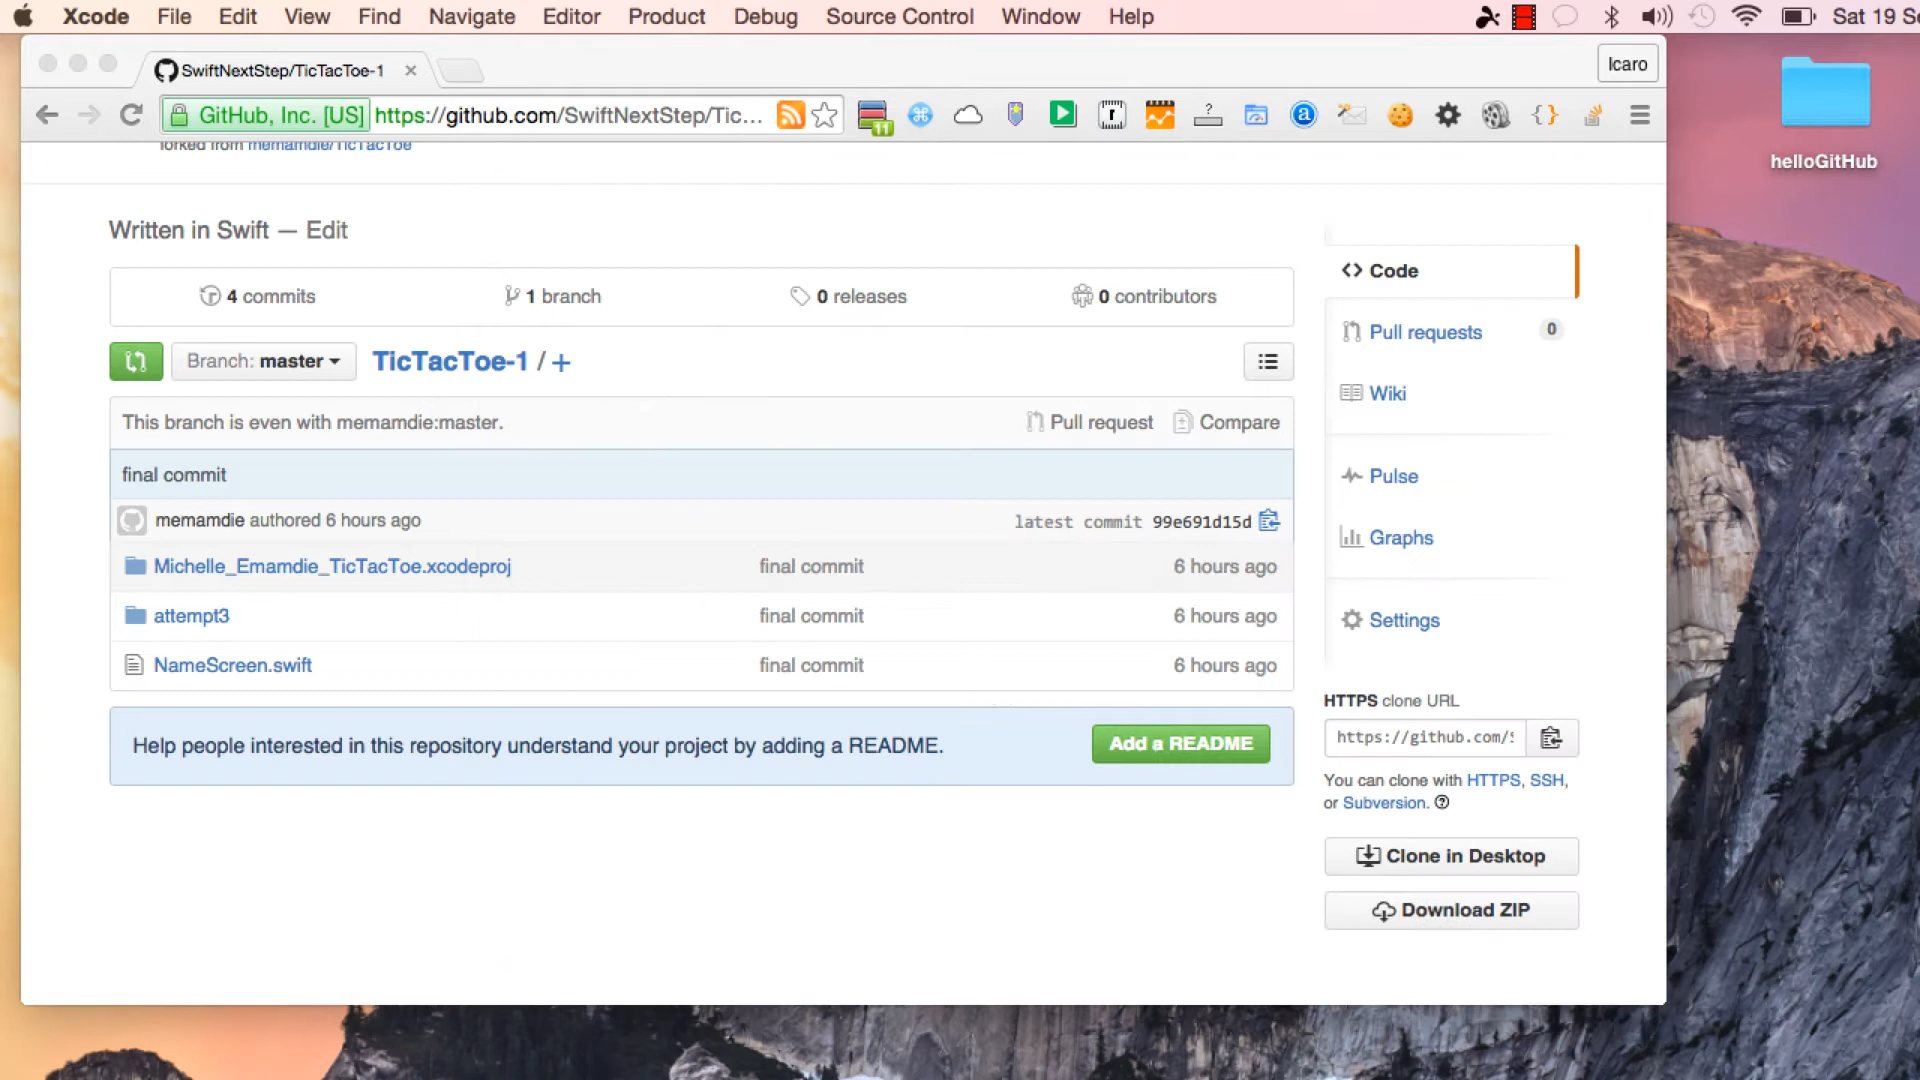 Xcode File Edit View Find Navigate Editor Product Debug Source Control Window Help Sat 19 S
SwiftNextStep/TicTacToe-1
Icaro
GitHub, Inc. [US] https://github.com/SwiftNextStep/Tic...
11
helloGitHub
forked from memamdie/TicTacToe
Written in Swift — Edit
4 commits
1 branch
0 releases
0 contributors
Branch: master
TicTacToe-1 / +
This branch is even with memamdie:master.
Pull request
Compare
final commit
memamdie authored 6 hours ago
latest commit 99e691d15d
Michelle_Emamdie_TicTacToe.xcodeproj final commit 6 hours ago
attempt3 final commit 6 hours ago
NameScreen.swift final commit 6 hours ago
Help people interested in this repository understand your project by adding a README.
Add a README
Code
Pull requests 0
Wiki
Pulse
Graphs
Settings
HTTPS clone URL
https://github.com/S
You can clone with HTTPS, SSH,
or Subversion. ?
Clone in Desktop
Download ZIP